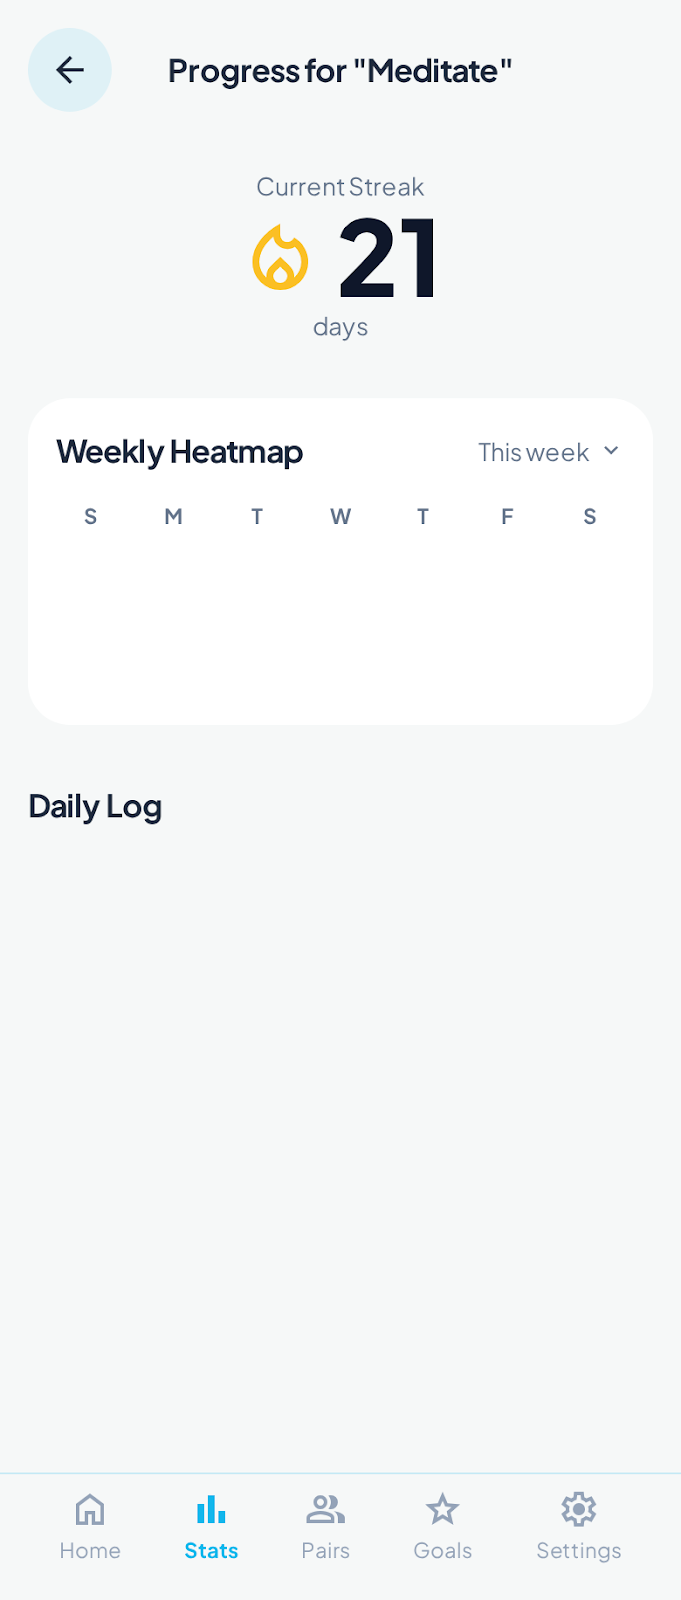 Progress for "Meditate"
Current Streak
21
days
Weekly Heatmap
This week
S M T W T F S
Daily Log
Home Stats Pairs Goals Settings